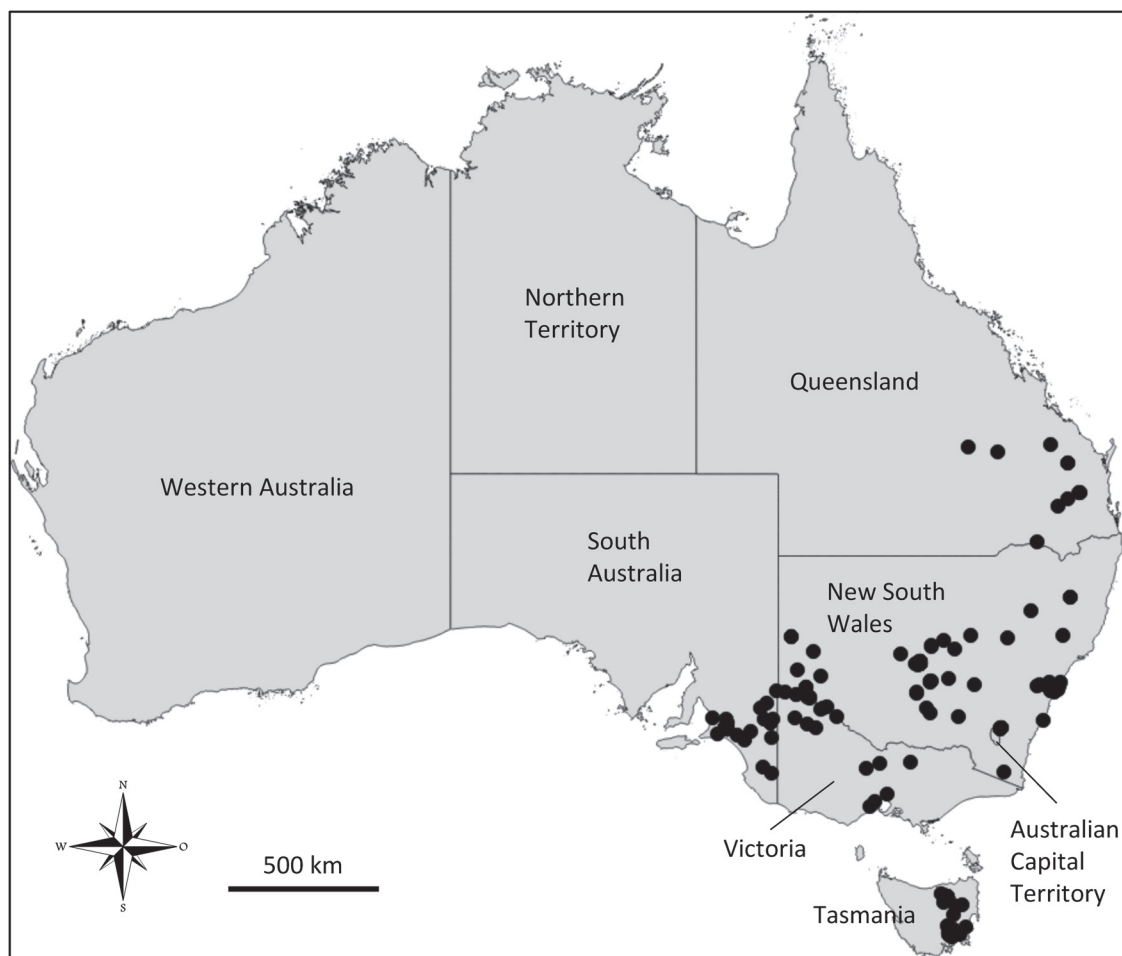 Northern
Territory
Queensland
Western Australia
South
Australia
New South
Wales
N
W
O
S
500 km
Victoria
Australian
Capital
Territory
Tasmania